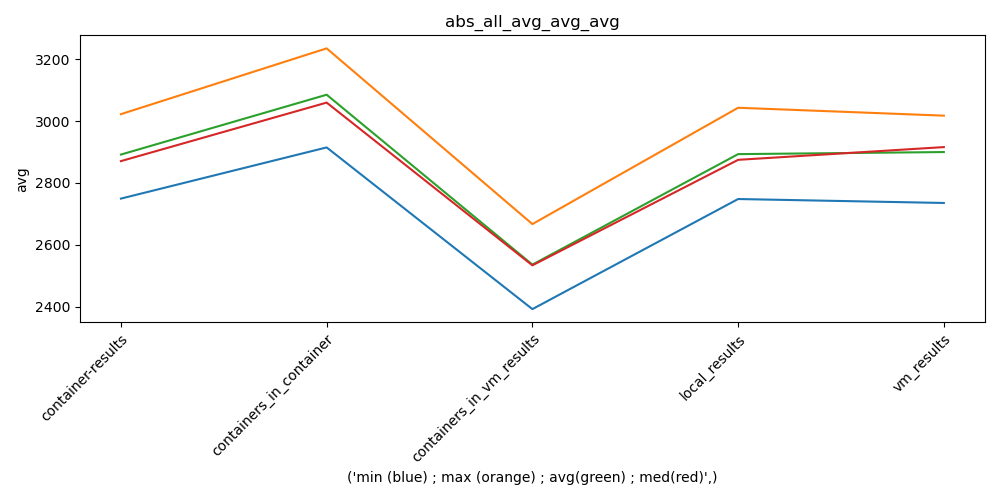 abs_all_avg_avg_avg
avg
3200
3000
2800
2600
2400
container-results
containers_in_container
containers_in_vm_results
local_results
vm_results
('min (blue) ; max (orange) ; avg(green) ; med(red)',)